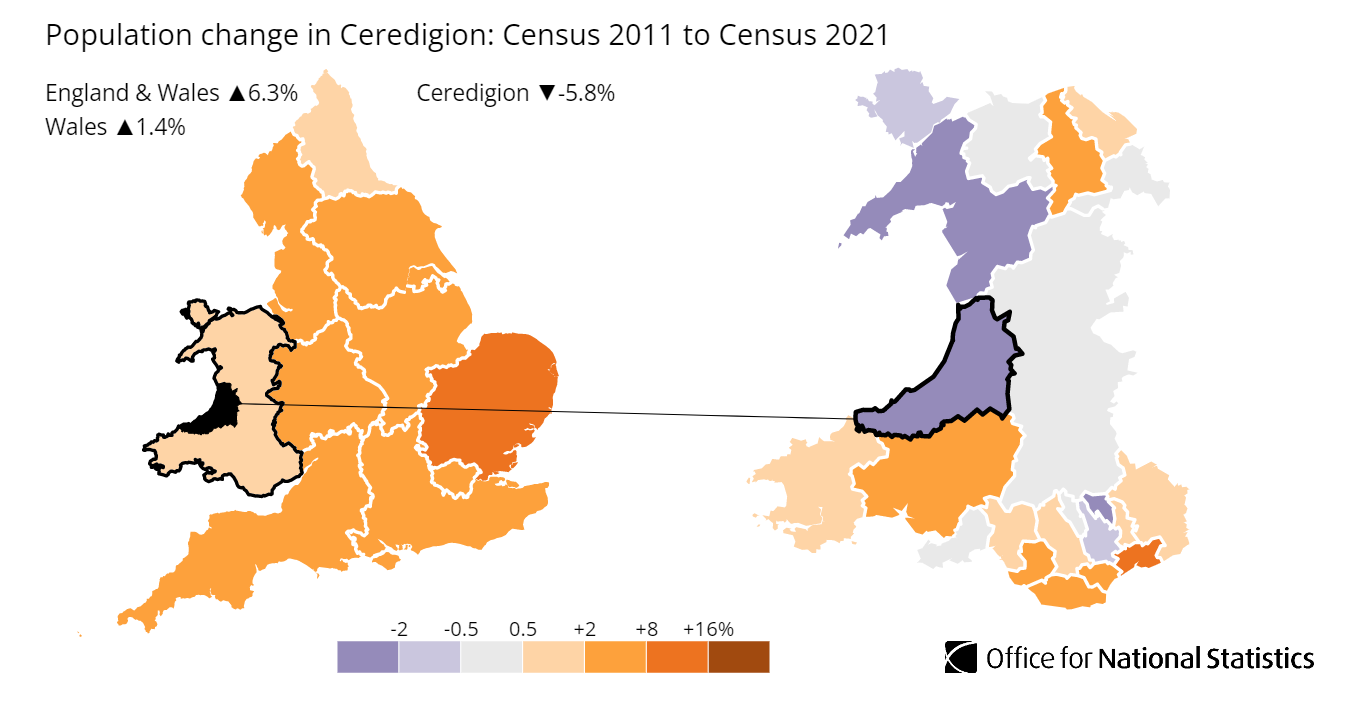 Population change in Ceredigion: Census 2011 to Census 2021
England & Wales ▲6.3%
Ceredigion ▼-5.8%
Wales ▲1.4%
-2 -0.5 0.5 +2 +8 +16%
Office for National Statistics